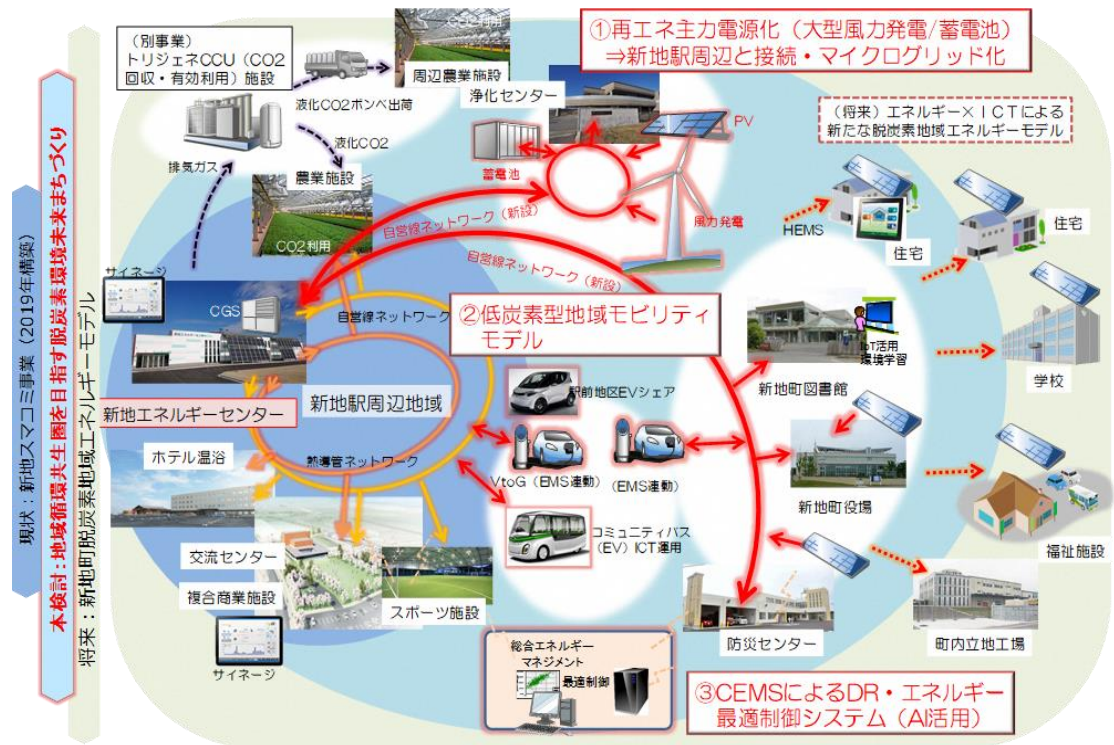 現状：新地スマコミ事業（2019年構築）
本検討：地域循環共生圏を目指す脱炭素環境未来まちづくり
将来：新地町脱炭素地域エネルギーモデル
（別事業）
トリジェネCCU（CO2
回収・有効利用）施設
液化CO2ボンベ出荷
CO2利用
周辺農業施設
浄化センター
①再エネ主力電源化（大型風力発電/蓄電池）
⇒新地駅周辺と接続・マイクログリッド化
（将来）エネルギー×ICTによる
新たな脱炭素地域エネルギーモデル
排気ガス
液化CO2
農業施設
CO2利用
蓄電池
PV
風力発電
自営線ネットワーク（新設）
自営線ネットワーク（新設）
HEMS
住宅
住宅
サイネージ
CGS
自営線ネットワーク
②低炭素型地域モビリティ
モデル
IoT活用
環境学習
新地町図書館
学校
新地エネルギーセンター
新地駅周辺地域
駅前地区EVシェア
ホテル温浴
熱導管ネットワーク
VtoG（EMS連動）
（EMS連動）
新地町役場
コミュニティバス
（EV）ICT運用
福祉施設
交流センター
複合商業施設
スポーツ施設
サイネージ
総合エネルギー
マネジメント
最適制御
防災センター
町内立地工場
③CEMSによるDR・エネルギー
最適制御システム（AI活用）